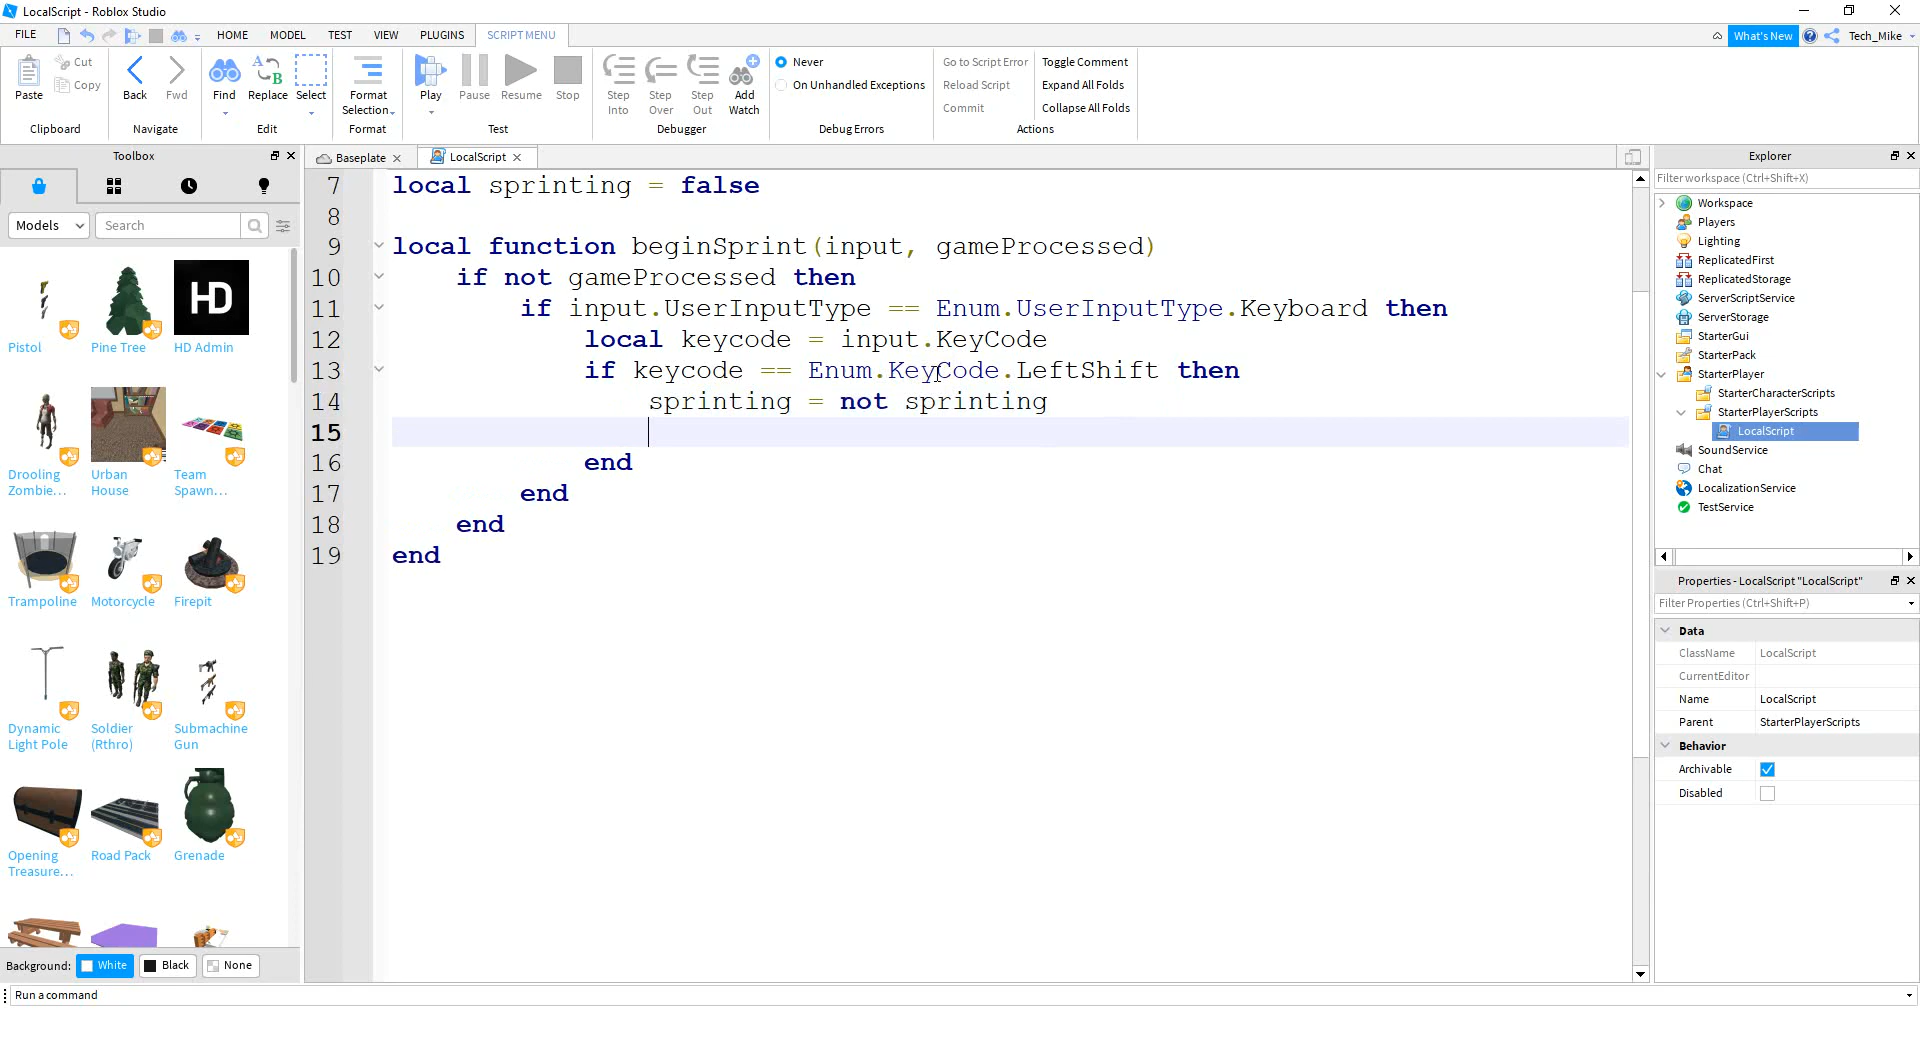 LocalScript - Roblox Studio
FILE HOME MODEL TEST VIEW PLUGINS SCRIPT MENU What's New Tech_Mike
Paste Cut Copy
Clipboard
Back Fwd
Navigate
Find Replace Select
Edit
Format Selection
Format
Play Pause Resume Stop
Test
Step Into Step Over Step Out Add Watch
Debugger
Never
On Unhandled Exceptions
Debug Errors
Go to Script Error Toggle Comment
Reload Script Expand All Folds
Commit Collapse All Folds
Actions
Toolbox
Models Search
HD
Pistol Pine Tree HD Admin
Drooling Zombie... Urban House Team Spawn...
Trampoline Motorcycle Firepit
Dynamic Light Pole Soldier (Rthro) Submachine Gun
Opening Treasure... Road Pack Grenade
Background: White Black None
Baseplate LocalScript
7 local sprinting = false
8
9 local function beginSprint(input, gameProcessed)
10 if not gameProcessed then
11 if input.UserInputType == Enum.UserInputType.Keyboard then
12 local keycode = input.KeyCode
13 if keycode == Enum.KeyCode.LeftShift then
14 sprinting = not sprinting
15
16 end
17 end
18 end
19 end
Explorer
Filter workspace (Ctrl+Shift+X)
Workspace
Players
Lighting
ReplicatedFirst
ReplicatedStorage
ServerScriptService
ServerStorage
StarterGui
StarterPack
StarterPlayer
StarterCharacterScripts
StarterPlayerScripts
LocalScript
SoundService
Chat
LocalizationService
TestService
Properties - LocalScript "LocalScript"
Filter Properties (Ctrl+Shift+P)
Data
ClassName LocalScript
CurrentEditor
Name LocalScript
Parent StarterPlayerScripts
Behavior
Archivable
Disabled
Run a command